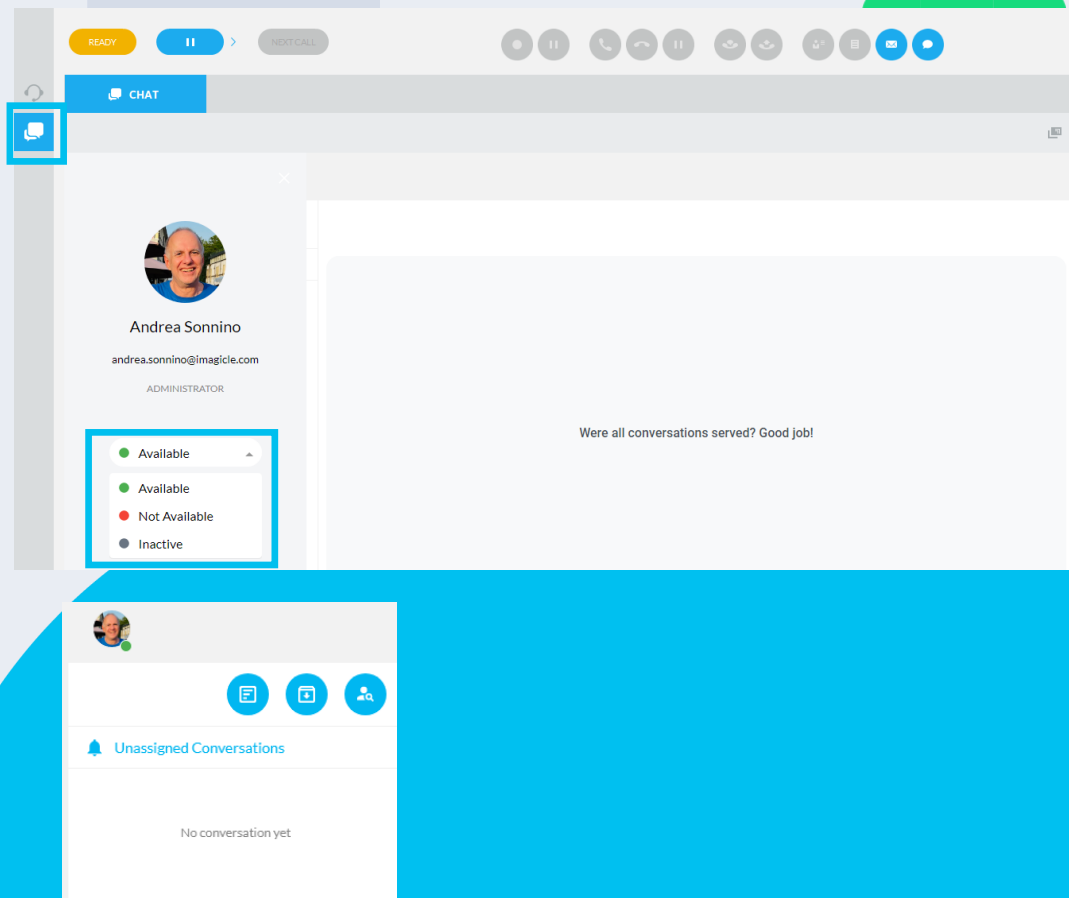 READY
NEXT CALL
CHAT
Andrea Sonnino
andrea.sonnino@imagicle.com
ADMINISTRATOR
Available
Available
Not Available
Inactive
Were all conversations served? Good job!
Unassigned Conversations
No conversation yet